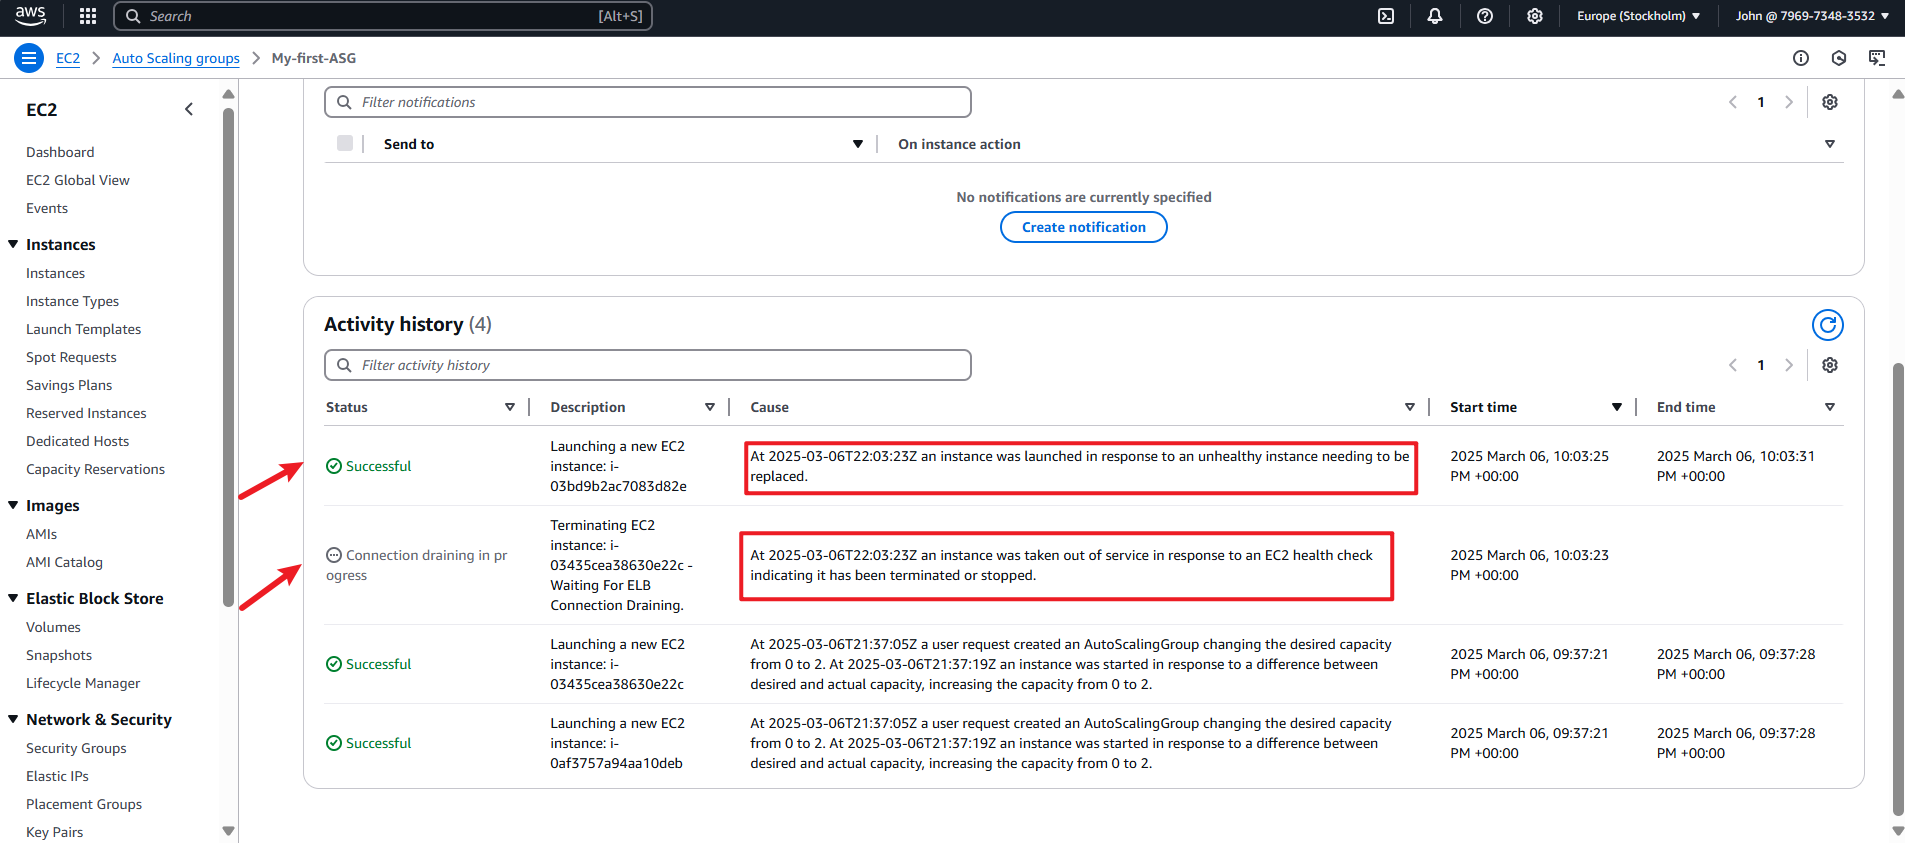 aws
Search
[Alt+S]
Europe (Stockholm)
John @ 7969-7348-3532
EC2
Auto Scaling groups
My-first-ASG
EC2
Dashboard
EC2 Global View
Events
Instances
Instances
Instance Types
Launch Templates
Spot Requests
Savings Plans
Reserved Instances
Dedicated Hosts
Capacity Reservations
Images
AMIs
AMI Catalog
Elastic Block Store
Volumes
Snapshots
Lifecycle Manager
Network & Security
Security Groups
Elastic IPs
Placement Groups
Key Pairs
Filter notifications
1
Send to
On instance action
No notifications are currently specified
Create notification
Activity history (4)
Filter activity history
1
Status
Description
Cause
Start time
End time
Successful
Launching a new EC2
instance: i-
03bd9b2ac7083d82e
At 2025-03-06T22:03:23Z an instance was launched in response to an unhealthy instance needing to be
replaced.
2025 March 06, 10:03:25
PM +00:00
2025 March 06, 10:03:31
PM +00:00
Connection draining in pr
ogress
Terminating EC2
instance: i-
03435cea38630e22c -
Waiting For ELB
Connection Draining.
At 2025-03-06T22:03:23Z an instance was taken out of service in response to an EC2 health check
indicating it has been terminated or stopped.
2025 March 06, 10:03:23
PM +00:00
Successful
Launching a new EC2
instance: i-
03435cea38630e22c
At 2025-03-06T21:37:05Z a user request created an AutoScalingGroup changing the desired capacity
from 0 to 2. At 2025-03-06T21:37:19Z an instance was started in response to a difference between
desired and actual capacity, increasing the capacity from 0 to 2.
2025 March 06, 09:37:21
PM +00:00
2025 March 06, 09:37:28
PM +00:00
Successful
Launching a new EC2
instance: i-
0af3757a94aa10deb
At 2025-03-06T21:37:05Z a user request created an AutoScalingGroup changing the desired capacity
from 0 to 2. At 2025-03-06T21:37:19Z an instance was started in response to a difference between
desired and actual capacity, increasing the capacity from 0 to 2.
2025 March 06, 09:37:21
PM +00:00
2025 March 06, 09:37:28
PM +00:00